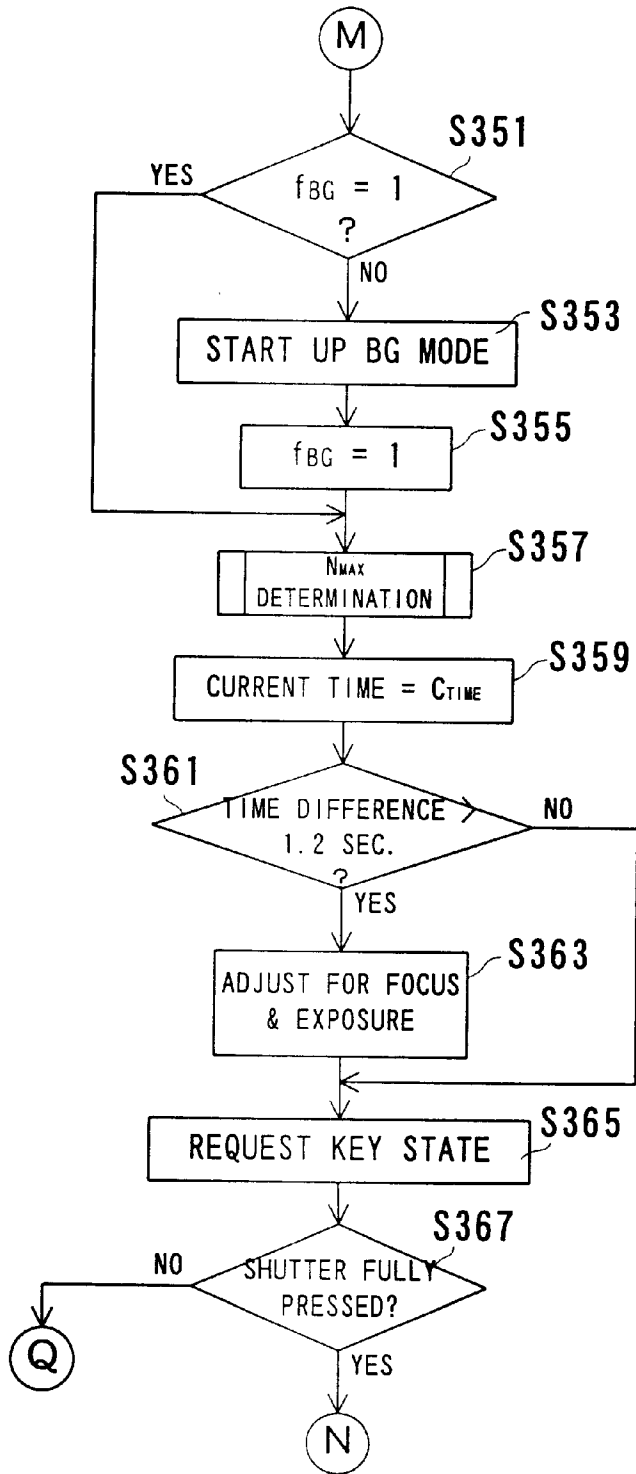 M
S351
YES
fBG = 1
?
NO
S353
START UP BG MODE
S355
fBG = 1
S357
NMAX
DETERMINATION
S359
CURRENT TIME = CTIME
S361
TIME DIFFERENCE >
NO
1.2 SEC.
?
YES
S363
ADJUST FOR FOCUS
& EXPOSURE
S365
REQUEST KEY STATE
S367
NO
SHUTTER FULLY
PRESSED?
Q
YES
N